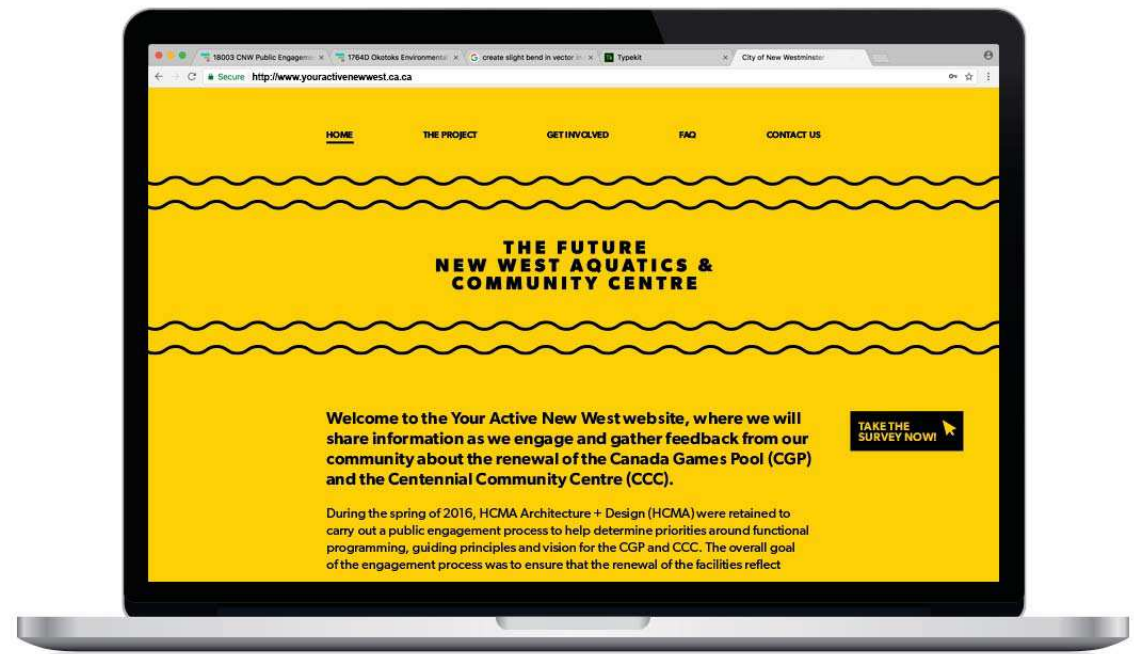 18003 CNW Public Engagem
1764D Okotoks Environmental
create slight bend in vector in
Typekit
City of New Westminster
Secure http://www.youractivenewwest.ca.ca
HOME THE PROJECT GET INVOLVED FAQ CONTACT US
THE FUTURE
NEW WEST AQUATICS &
COMMUNITY CENTRE
Welcome to the Your Active New West website, where we will
share information as we engage and gather feedback from our
community about the renewal of the Canada Games Pool (CGP)
and the Centennial Community Centre (CCC).
TAKE THE
SURVEY NOW!
During the spring of 2016, HCMA Architecture + Design (HCMA) were retained to
carry out a public engagement process to help determine priorities around functional
programming, guiding principles and vision for the CGP and CCC. The overall goal
of the engagement process was to ensure that the renewal of the facilities reflect